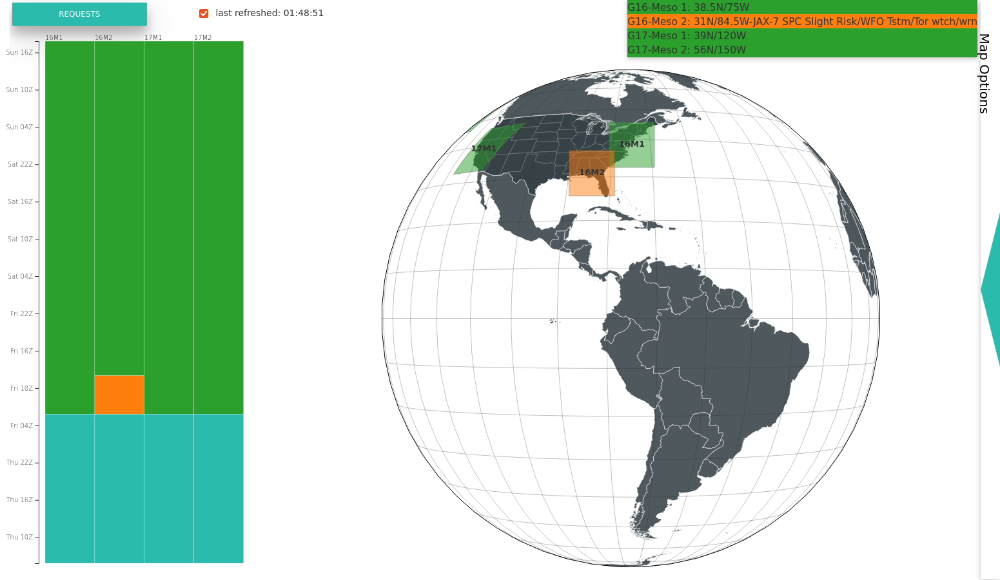 REQUESTS
last refreshed: 01:48:51
G16-Meso 1: 38.5N/75W
G16-Meso 2: 31N/84.5W-JAX-7 SPC Slight Risk/WFO Tstm/Tor wtch/wrn
G17-Meso 1: 39N/120W
G17-Meso 2: 56N/150W
Map Options
16M1 16M2 17M1 17M2
Sun 16Z
Sun 10Z
Sun 04Z
Sat 22Z
Sat 16Z
Sat 10Z
Sat 04Z
Fri 22Z
Fri 16Z
Fri 10Z
Fri 04Z
Thu 22Z
Thu 16Z
Thu 10Z
16M1
17M1
16M2